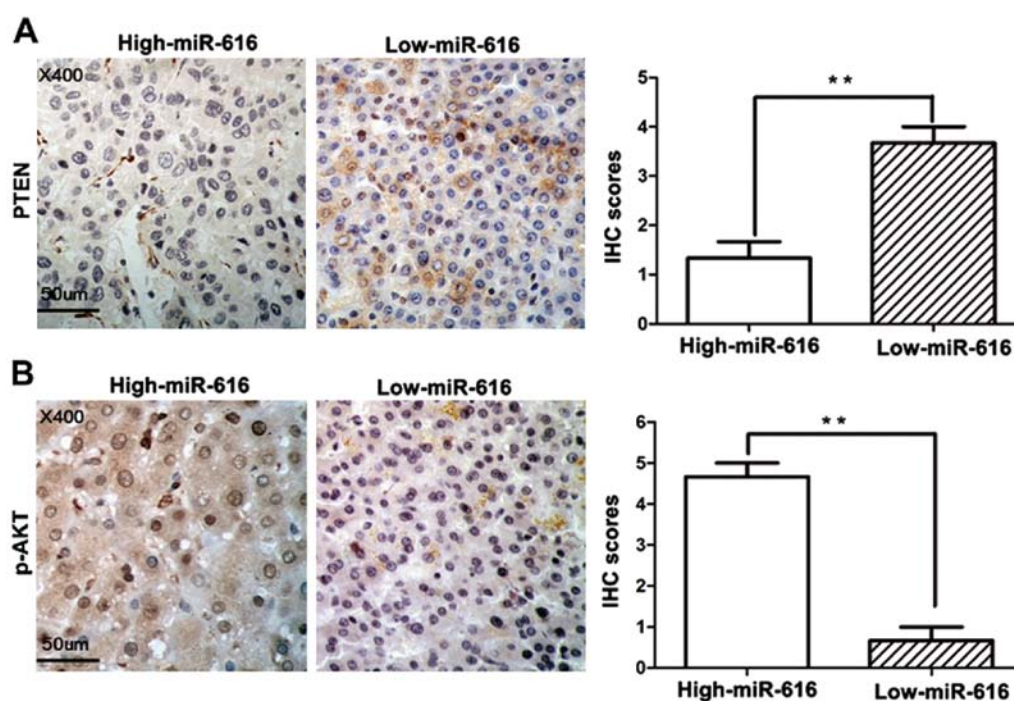 A
High-miR-616
Low-miR-616
X400
PTEN
50um
IHC scores
5
4
3
2
1
0
**
High-miR-616
Low-miR-616
B
High-miR-616
Low-miR-616
X400
p-AKT
50um
IHC scores
6
5
4
3
2
1
0
**
High-miR-616
Low-miR-616